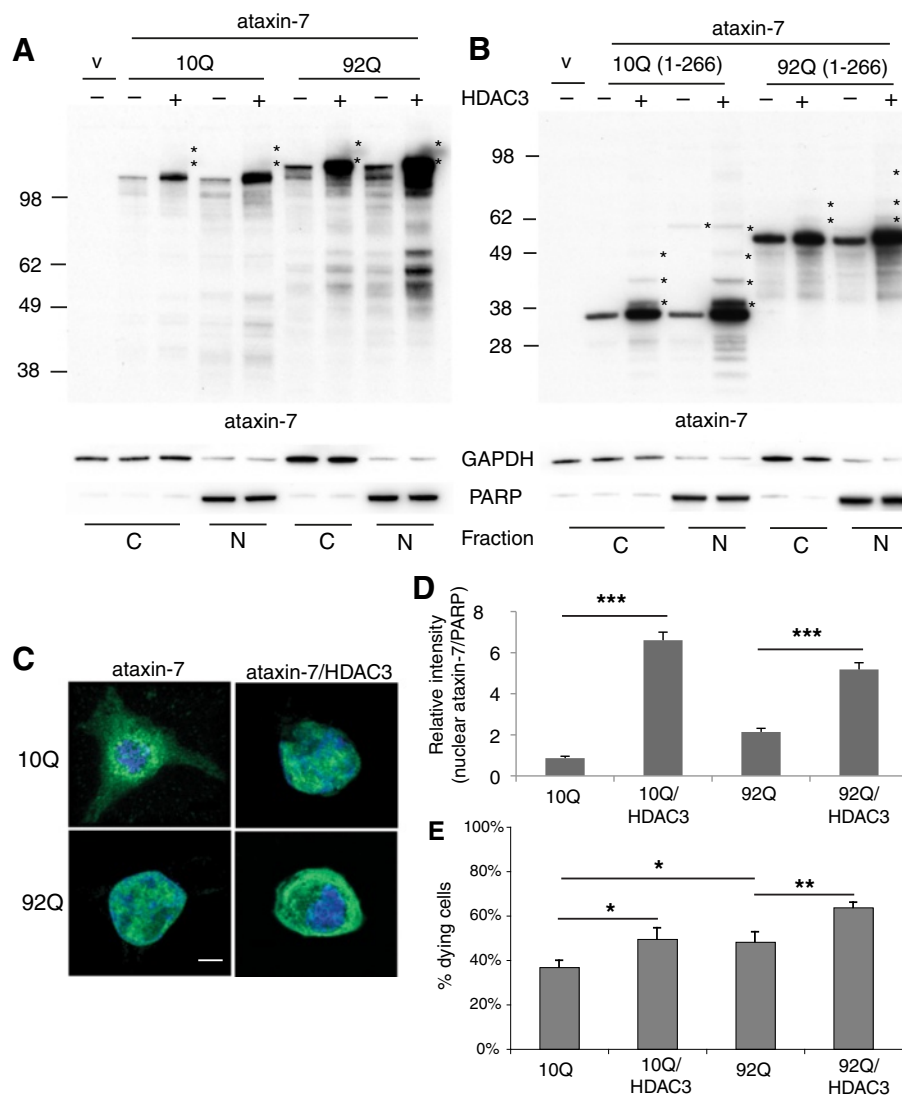 A
ataxin-7
v
10Q
92Q
– – + – + – + – +
* * * * * * * *
98
62
49
38
ataxin-7
B
ataxin-7
v
10Q (1-266)
92Q (1-266)
HDAC3 – – + – + – + – +
* * * * * * * * * * * * *
98
62
49
38
28
ataxin-7
GAPDH
PARP
Fraction
C N C N
C N C N
C
ataxin-7 ataxin-7/HDAC3
10Q
92Q
D
Relative intensity
(nuclear ataxin-7/PARP)
8
6
4
2
0
***
***
10Q 10Q/HDAC3 92Q 92Q/HDAC3
E
% dying cells
100%
80%
60%
40%
20%
0%
*
*
**
10Q 10Q/HDAC3 92Q 92Q/HDAC3